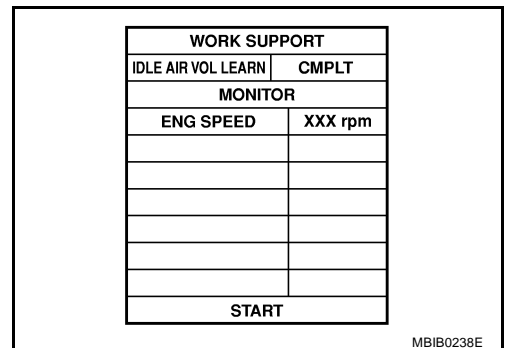 WORK SUPPORT
IDLE AIR VOL LEARN CMPLT
MONITOR
ENG SPEED XXX rpm
START
MBIB0238E